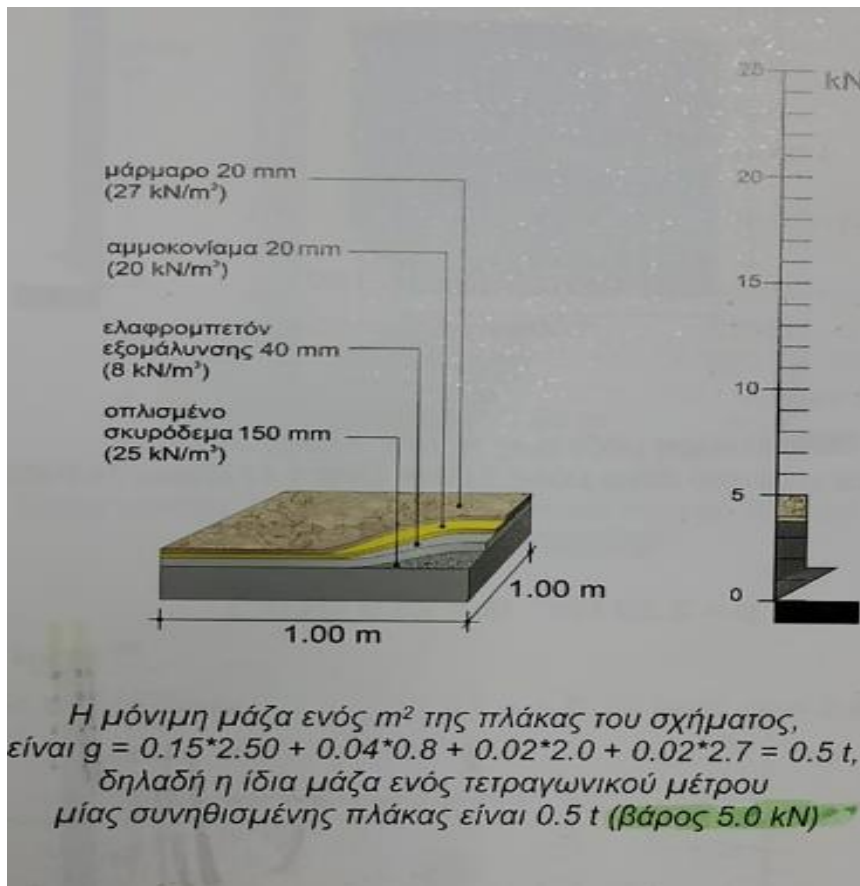 25
kN
μάρμαρο 20 mm
(27 kN/m³)
20
αμμοκονίαμα 20 mm
(20 kN/m³)
15
ελαφρομπετόν
εξομάλυνσης 40 mm
(8 kN/m³)
10
οπλισμένο
σκυρόδεμα 150 mm
(25 kN/m³)
5
0
1.00 m
1.00 m
Η μόνιμη μάζα ενός m² της πλάκας του σχήματος,
είναι g = 0.15*2.50 + 0.04*0.8 + 0.02*2.0 + 0.02*2.7 = 0.5 t,
δηλαδή η ίδια μάζα ενός τετραγωνικού μέτρου
μίας συνηθισμένης πλάκας είναι 0.5 t (βάρος 5.0 kN)